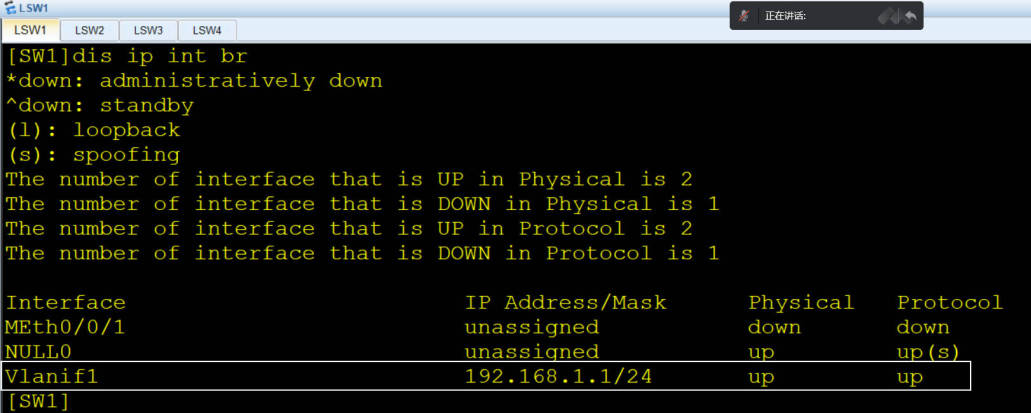 LSW1
正在讲话:
LSW1 LSW2 LSW3 LSW4
[SW1]dis ip int br
*down: administratively down
^down: standby
(l): loopback
(s): spoofing
The number of interface that is UP in Physical is 2
The number of interface that is DOWN in Physical is 1
The number of interface that is UP in Protocol is 2
The number of interface that is DOWN in Protocol is 1
Interface IP Address/Mask Physical Protocol
MEth0/0/1 unassigned down down
NULL0 unassigned up up(s)
Vlanif1 192.168.1.1/24 up up
[SW1]